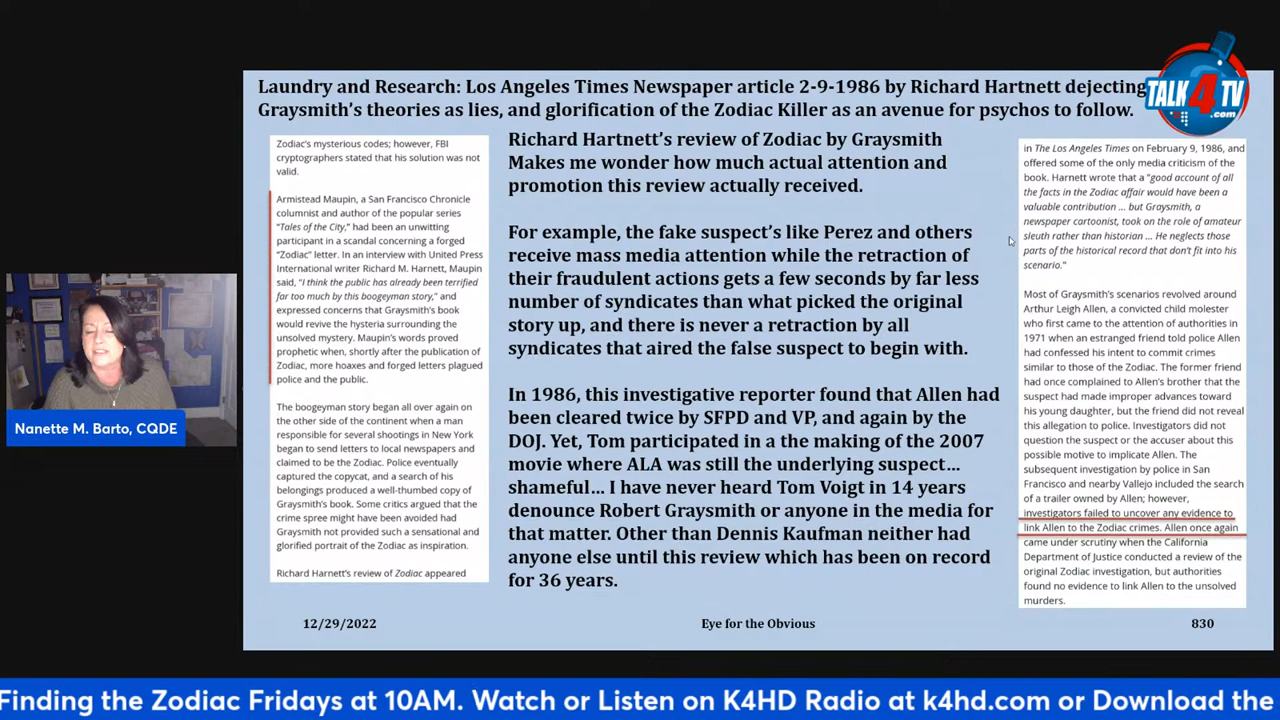 Laundry and Research: Los Angeles Times Newspaper article 2-9-1986 by Richard Hartnett dejecting
Graysmith's theories as lies, and glorification of the Zodiac Killer as an avenue for psychos to follow.
TALK4TV
.com
Zodiac's mysterious codes; however, FBI
cryptographers stated that his solution was not
valid.
Armistead Maupin, a San Francisco Chronicle
columnist and author of the popular series
"Tales of the City," had been an unwitting
participant in a scandal concerning a forged
"Zodiac" letter. In an interview with United Press
International writer Richard M. Harnett, Maupin
said, "I think the public has already been terrified
far too much by this boogeyman story," and
expressed concerns that Graysmith's book
would revive the hysteria surrounding the
unsolved mystery. Maupin's words proved
prophetic when, shortly after the publication of
Zodiac, more hoaxes and forged letters plagued
police and the public.
The boogeyman story began all over again on
the other side of the continent when a man
responsible for several shootings in New York
began to send letters to local newspapers and
claimed to be the Zodiac. Police eventually
captured the copycat, and a search of his
belongings produced a well-thumbed copy of
Graysmith's book. Some critics argued that the
crime spree might have been avoided had
Graysmith not provided such a sensational and
glorified portrait of the Zodiac as inspiration.
Richard Harnett's review of Zodiac appeared
Richard Hartnett's review of Zodiac by Graysmith
Makes me wonder how much actual attention and
promotion this review actually received.
For example, the fake suspect's like Perez and others
receive mass media attention while the retraction of
their fraudulent actions gets a few seconds by far less
number of syndicates than what picked the original
story up, and there is never a retraction by all
syndicates that aired the false suspect to begin with.
In 1986, this investigative reporter found that Allen had
been cleared twice by SFPD and VP, and again by the
DOJ. Yet, Tom participated in a the making of the 2007
movie where ALA was still the underlying suspect...
shameful... I have never heard Tom Voigt in 14 years
denounce Robert Graysmith or anyone in the media for
that matter. Other than Dennis Kaufman neither had
anyone else until this review which has been on record
for 36 years.
in The Los Angeles Times on February 9, 1986, and
offered some of the only media criticism of the
book. Harnett wrote that a "good account of all
the facts in the Zodiac affair would have been a
valuable contribution ... but Graysmith, a
newspaper cartoonist, took on the role of amateur
sleuth rather than historian ... He neglects those
parts of the historical record that don't fit into his
scenario."
Most of Graysmith's scenarios revolved around
Arthur Leigh Allen, a convicted child molester
who first came to the attention of authorities in
1971 when an estranged friend told police Allen
had confessed his intent to commit crimes
similar to those of the Zodiac. The former friend
had once complained to Allen's brother that the
suspect had made improper advances toward
his young daughter, but the friend did not reveal
this allegation to police. Investigators did not
question the suspect or the accuser about this
possible motive to implicate Allen. The
subsequent investigation by police in San
Francisco and nearby Vallejo included the search
of a trailer owned by Allen; however,
investigators failed to uncover any evidence to
link Allen to the Zodiac crimes. Allen once again
came under scrutiny when the California
Department of Justice conducted a review of the
original Zodiac investigation, but authorities
found no evidence to link Allen to the unsolved
murders.
Nanette M. Barto, CQDE
12/29/2022
Eye for the Obvious
830
Finding the Zodiac Fridays at 10AM. Watch or Listen on K4HD Radio at k4hd.com or Download the